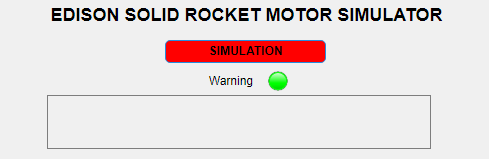 EDISON SOLID ROCKET MOTOR SIMULATOR
SIMULATION
Warning